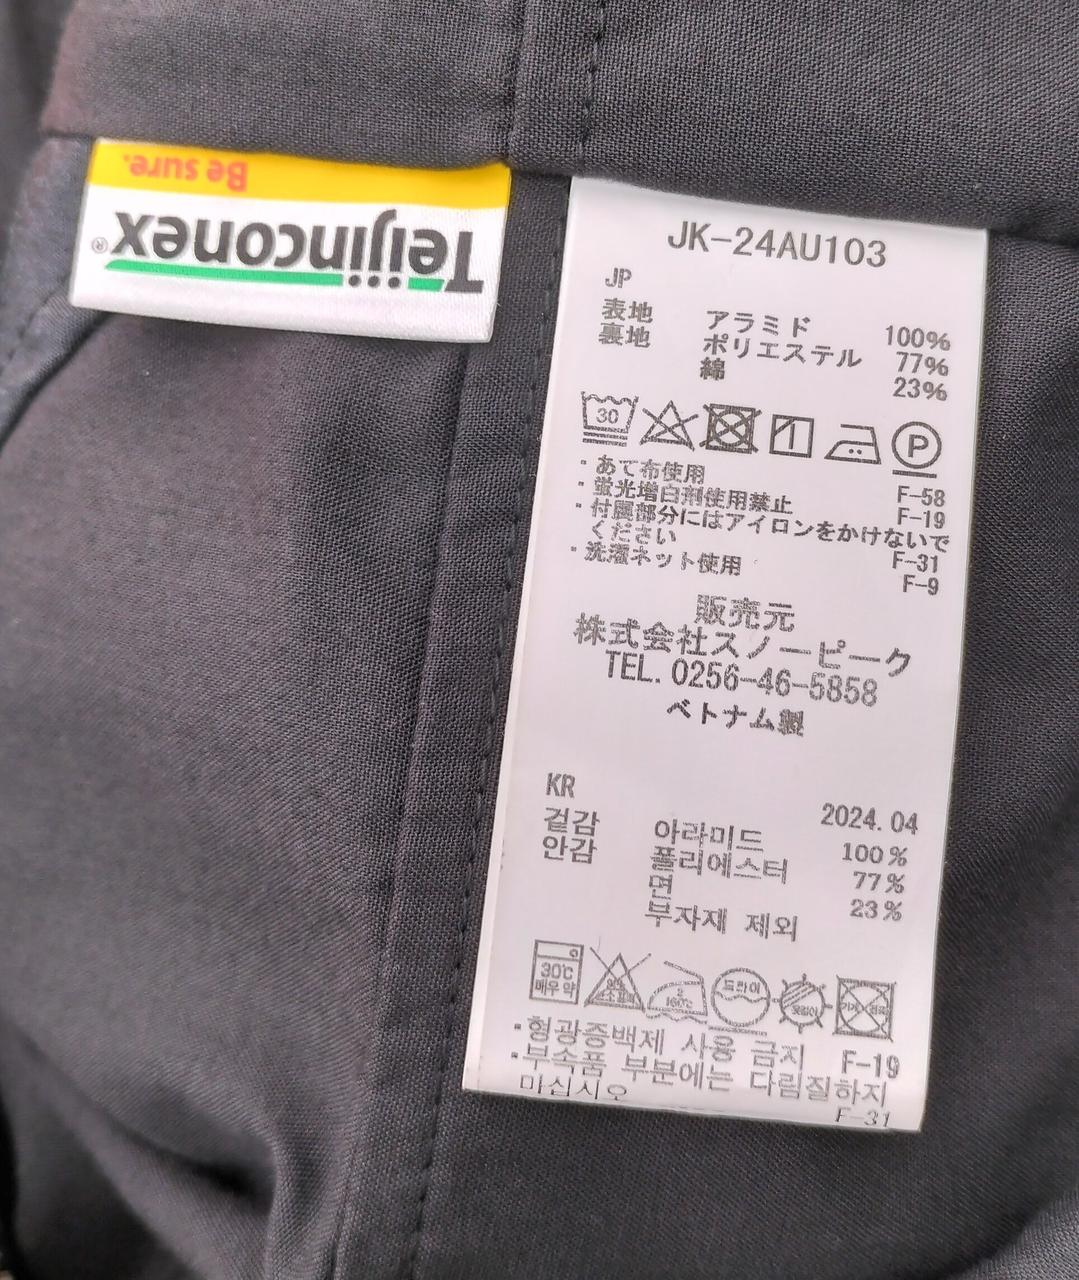 Be sure.
Teijinconex®
JK-24AU103
JP
表地 アラミド 100%
裏地 ポリエステル 77%
綿 23%
30
P
・あて布使用 F-58
・蛍光増白剤使用禁止 F-19
・付属部分にはアイロンをかけないで
ください F-31
・洗濯ネット使用 F-9
販売元
株式会社スノーピーク
TEL. 0256-46-5858
ベトナム製
KR
2024. 04
겉감 아라미드 100%
안감 폴리에스터 77%
면 23%
부자재 제외
30℃
매우 약
2
160℃
드라이
・형광증백제 사용 금지 F-19
・부속품 부분에는 다림질하지
마십시오
F-31